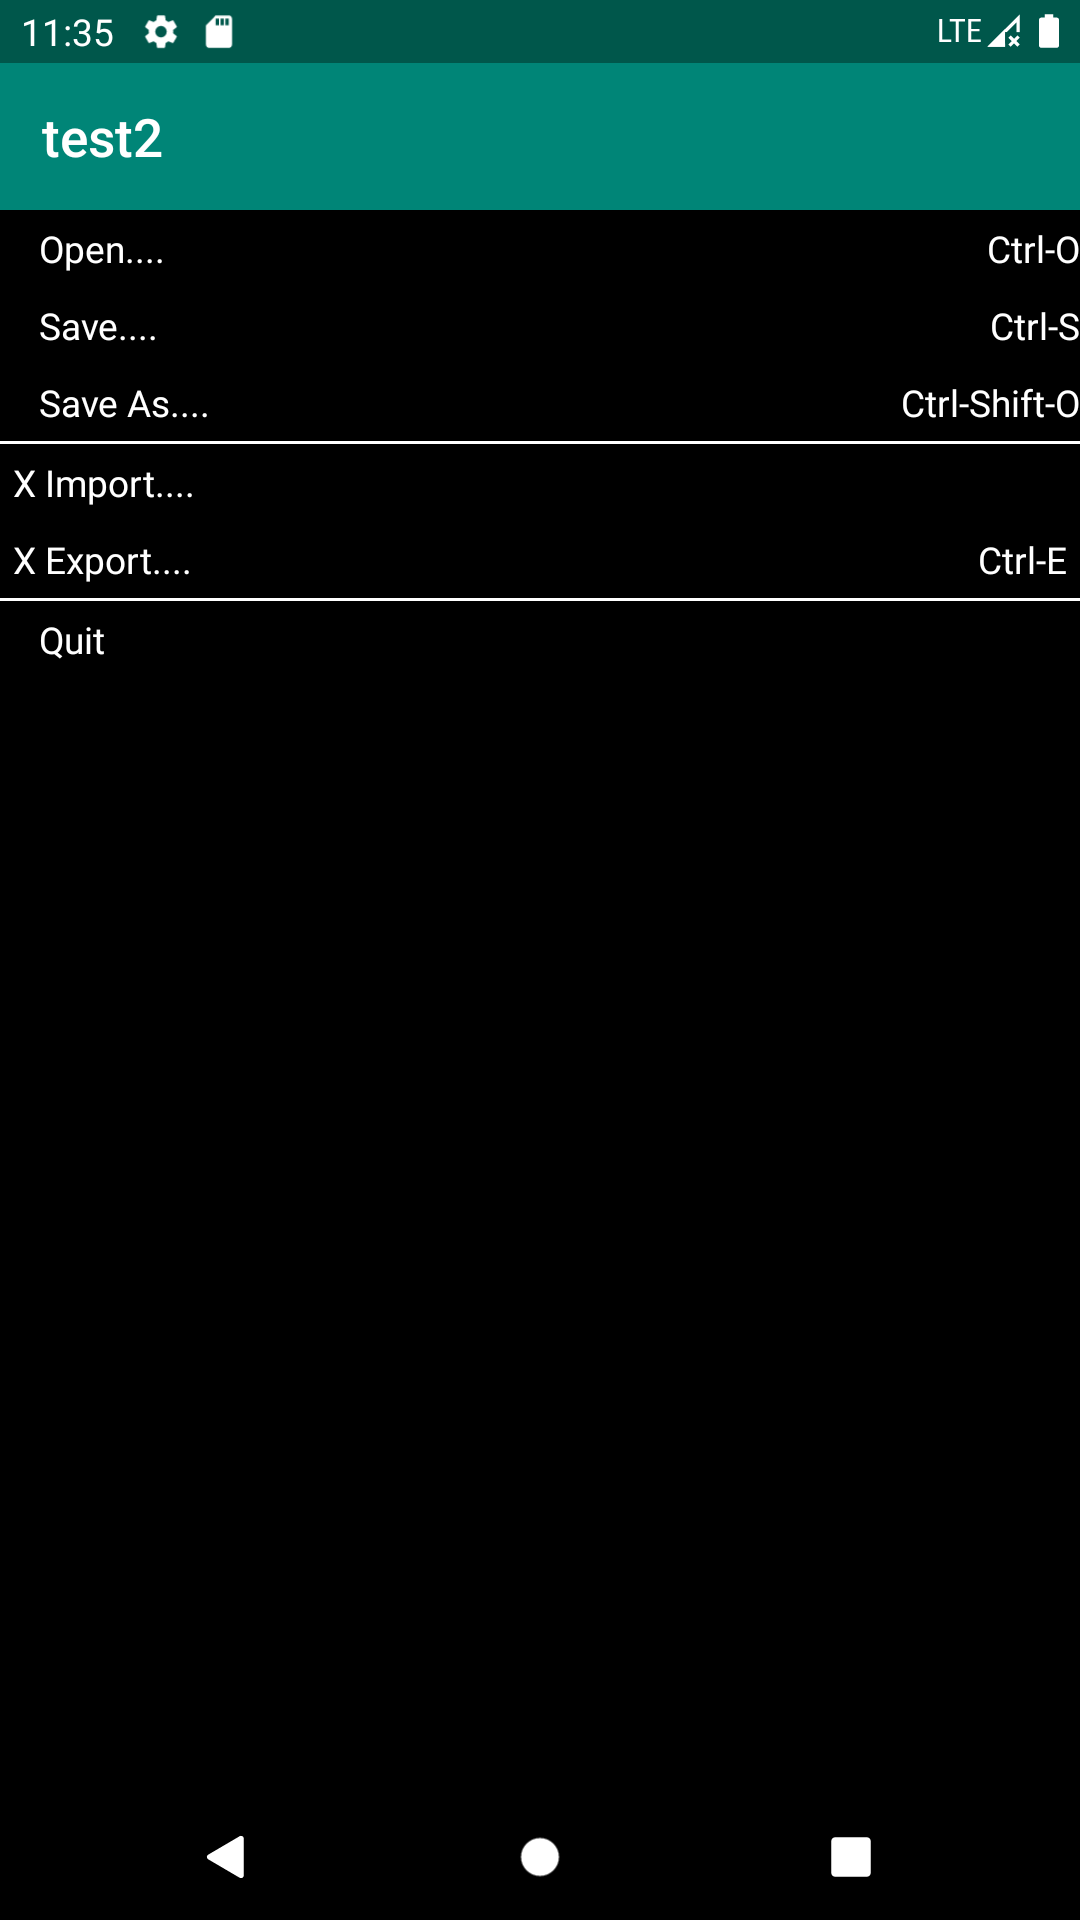 11:35 LTE
test2
Open.... Ctrl-O
Save.... Ctrl-S
Save As.... Ctrl-Shift-O
X Import....
X Export.... Ctrl-E
Quit